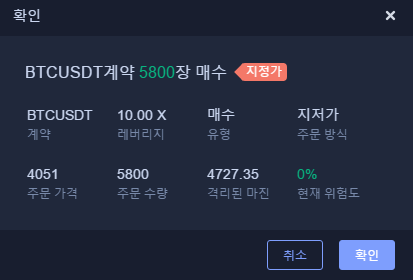 확인
BTCUSDT계약 5800장 매수 지정가
BTCUSDT 10.00 X 매수 지저가
계약 레버리지 유형 주문 방식
4051 5800 4727.35 0%
주문 가격 주문 수량 격리된 마진 현재 위험도
취소 확인